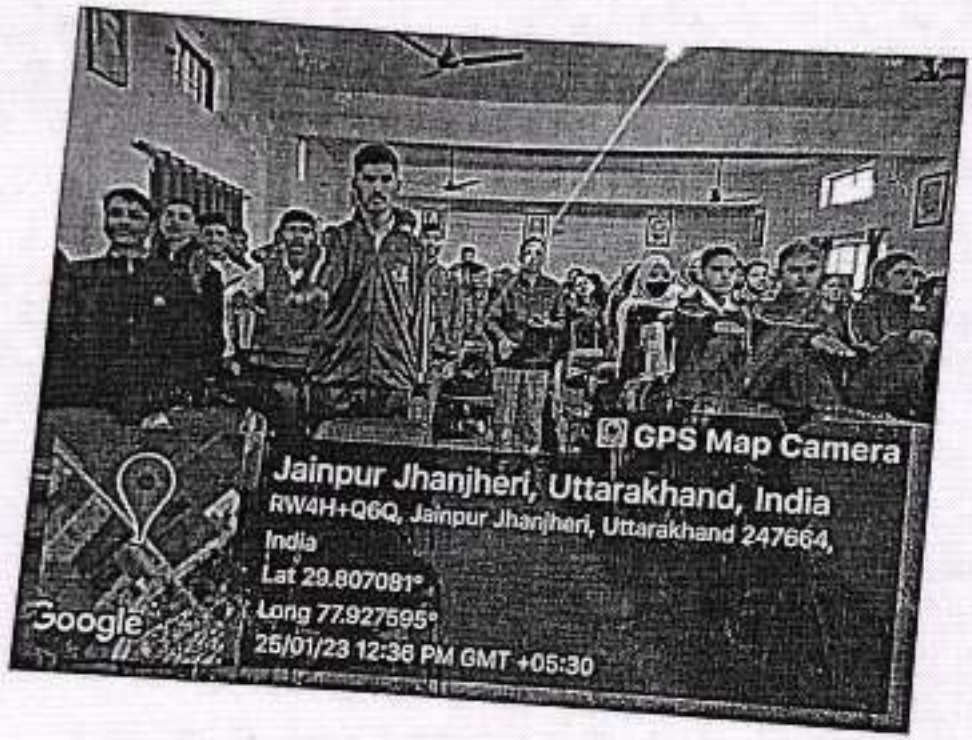 GPS Map Camera
Jainpur Jhanjheri, Uttarakhand, India
RW4H+Q6Q, Jainpur Jhanjheri, Uttarakhand 247664,
India
Lat 29.807081°
Long 77.927595°
25/01/23 12:36 PM GMT +05:30
Google